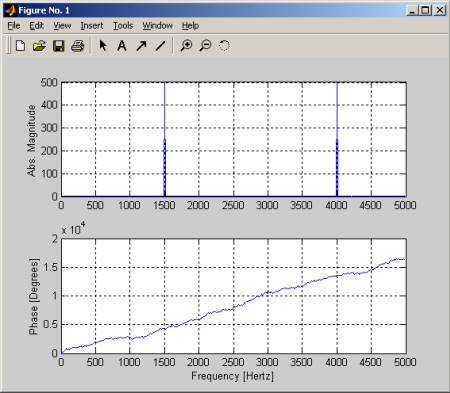 Figure No. 1
File Edit View Insert Tools Window Help
A
500
400
300
200
100
0
Abs. Magnitude
0 500 1000 1500 2000 2500 3000 3500 4000 4500 5000
x 10^4
2
1.5
1
0.5
0
Phase [Degrees]
0 500 1000 1500 2000 2500 3000 3500 4000 4500 5000
Frequency [Hertz]